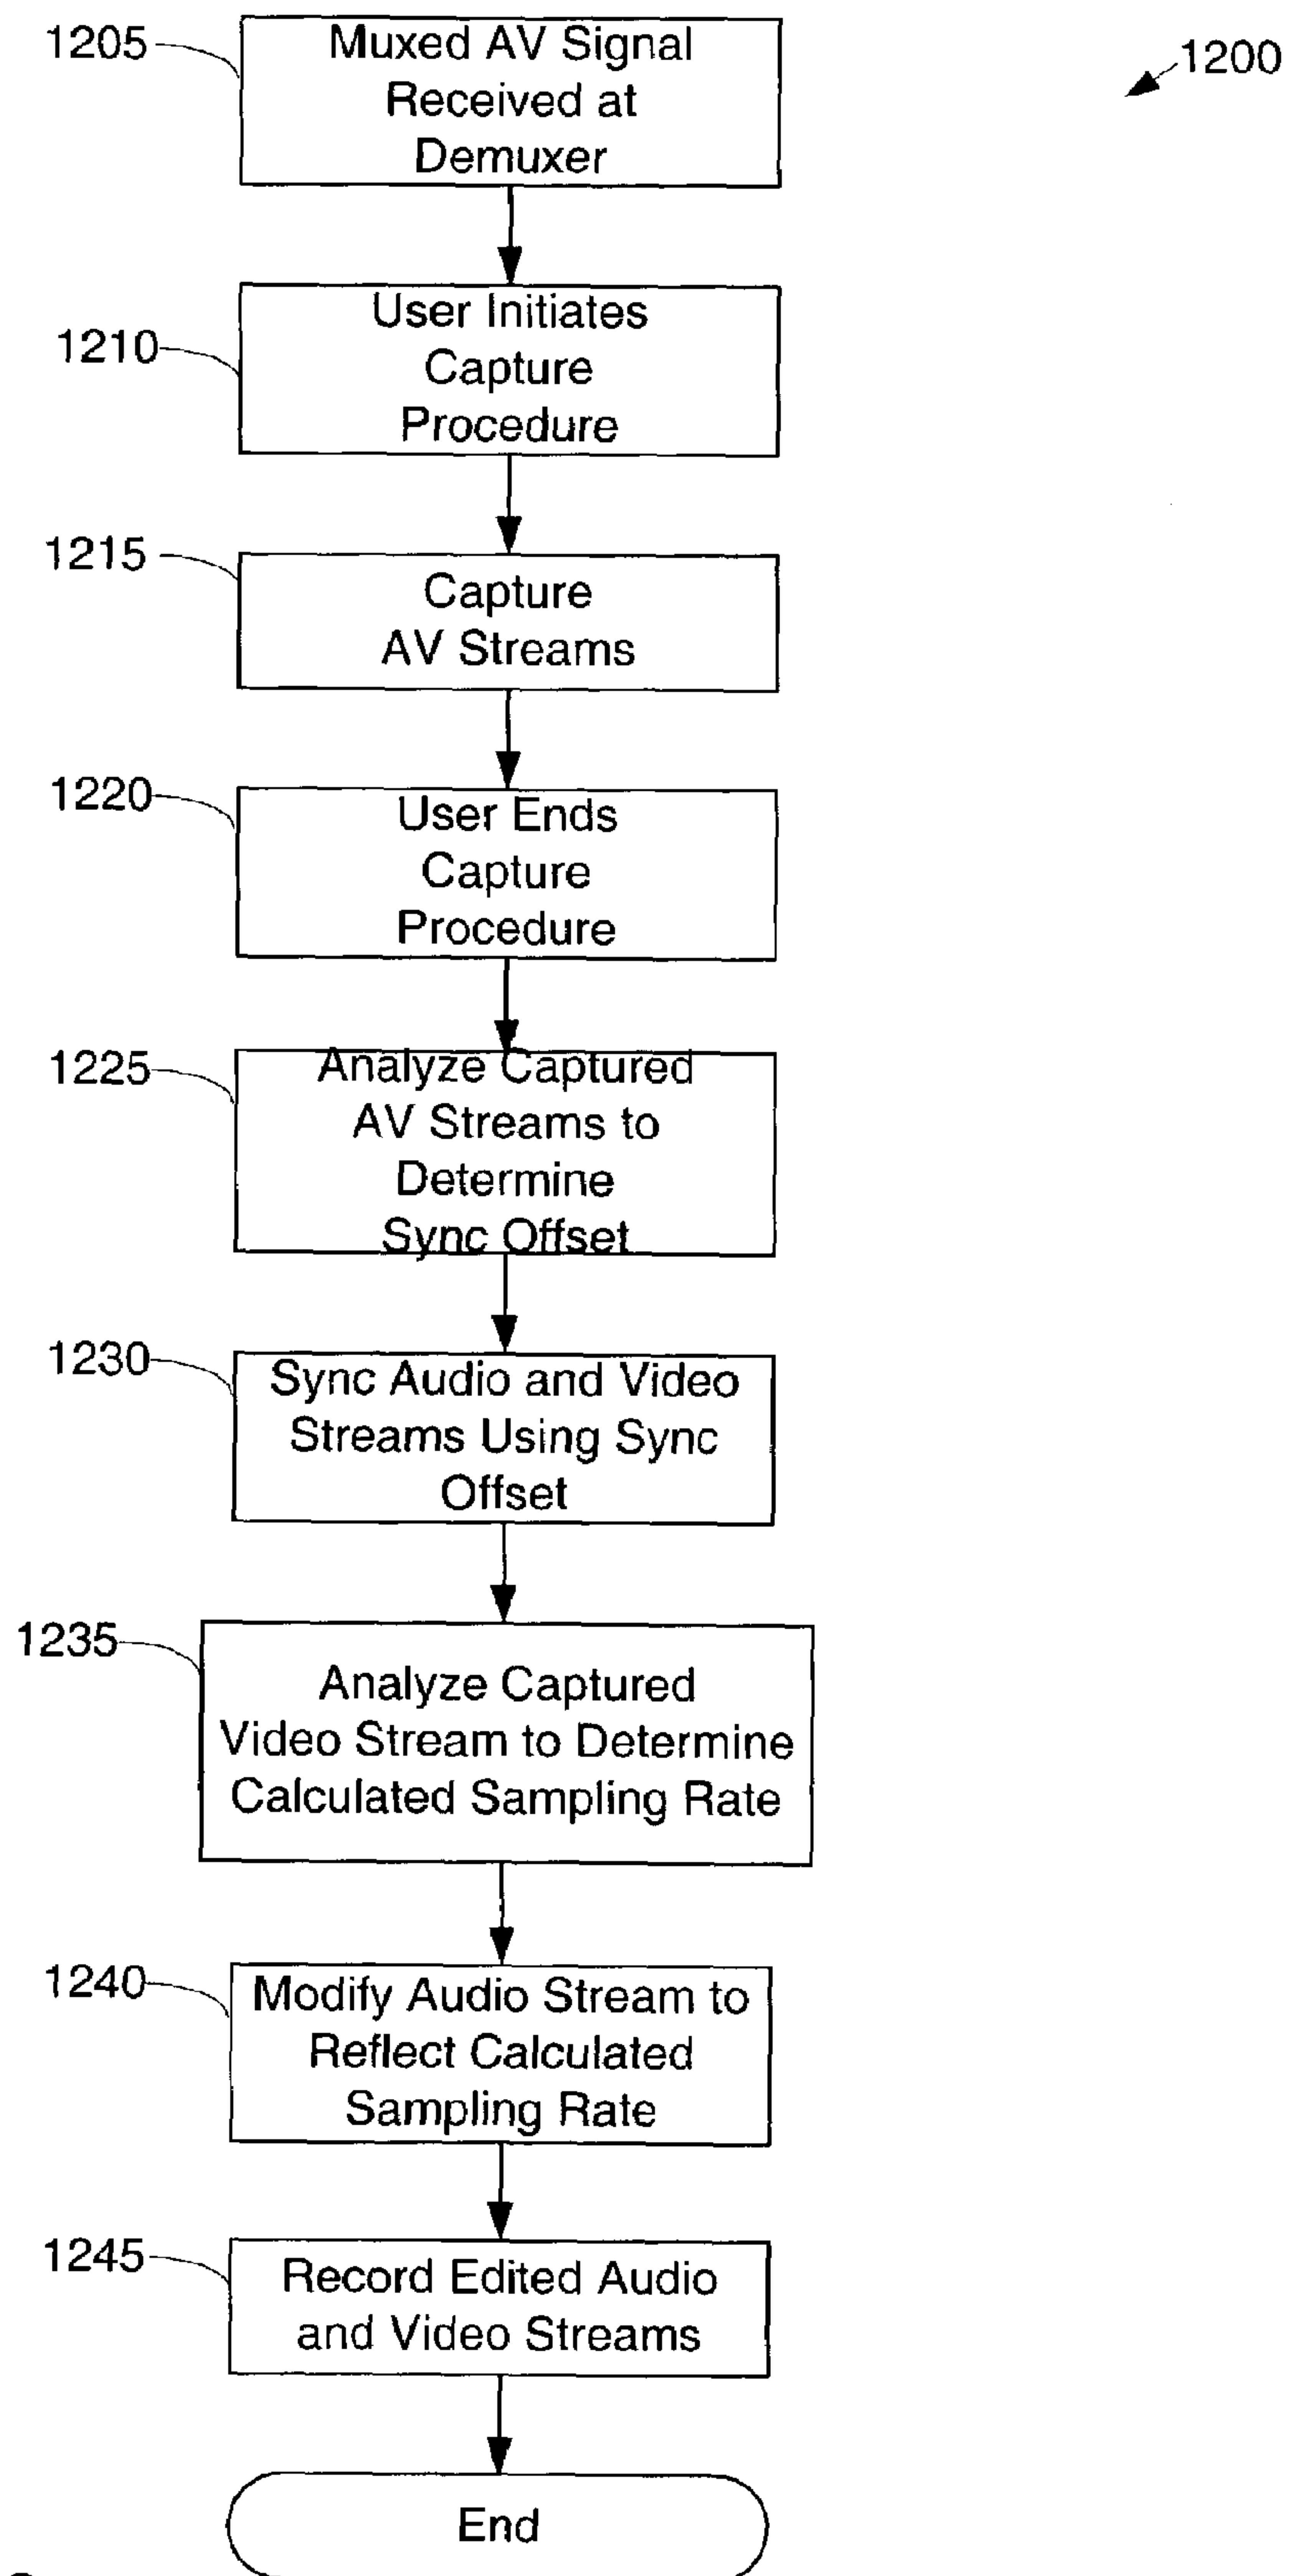 1200
1205
Muxed AV Signal
Received at
Demuxer
1210
User Initiates
Capture
Procedure
1215
Capture
AV Streams
1220
User Ends
Capture
Procedure
1225
Analyze Captured
AV Streams to
Determine
Sync Offset
1230
Sync Audio and Video
Streams Using Sync
Offset
1235
Analyze Captured
Video Stream to Determine
Calculated Sampling Rate
1240
Modify Audio Stream to
Reflect Calculated
Sampling Rate
1245
Record Edited Audio
and Video Streams
End